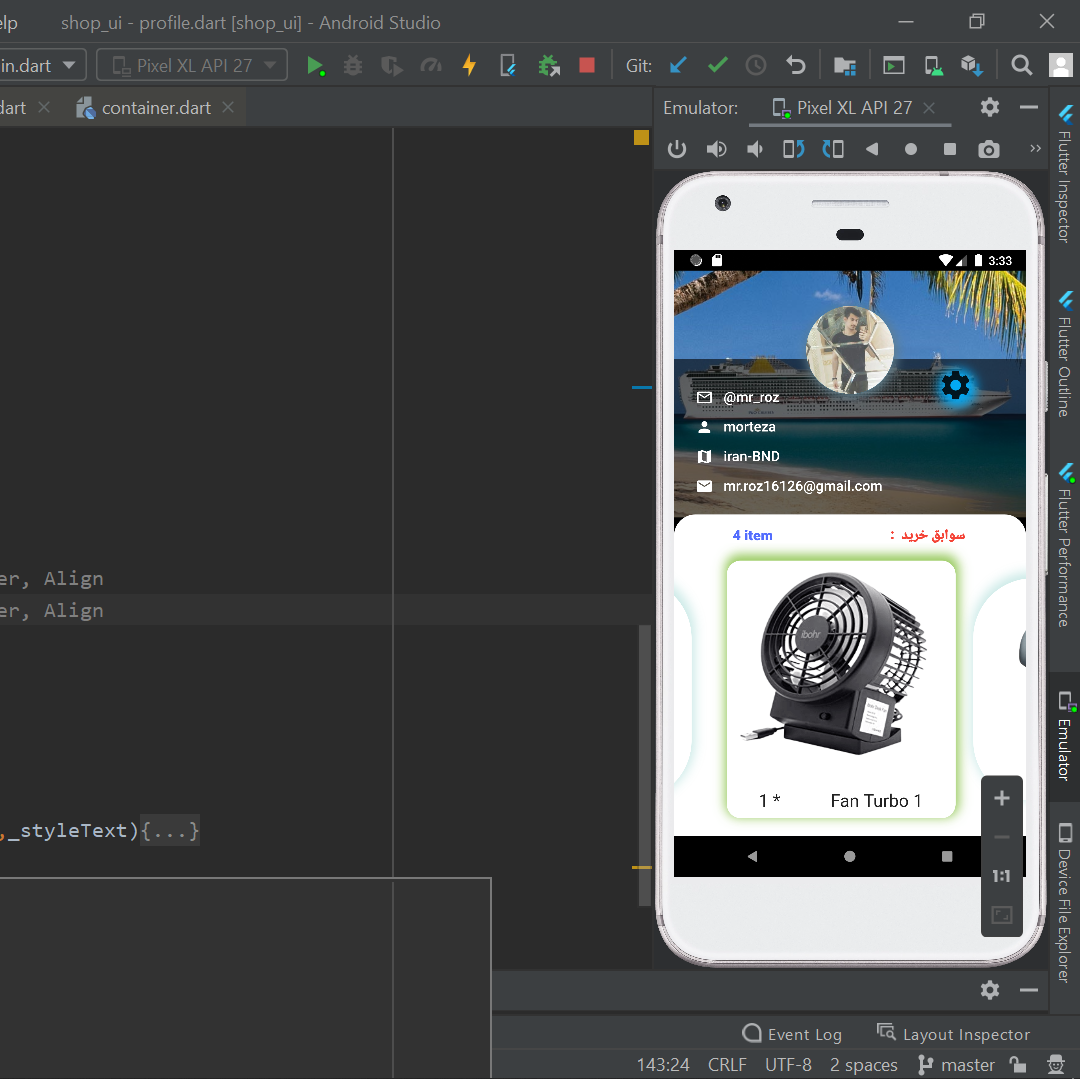 elp shop_ui - profile.dart [shop_ui] - Android Studio
in.dart Pixel XL API 27 Git:
dart container.dart
Emulator: Pixel XL API 27
3:33
@mr_roz
morteza
iran-BND
mr.roz16126@gmail.com
4 item سوابق خرید :
ibohr
1 * Fan Turbo 1
er, Align
er, Align
,_styleText){...}
1:1
Flutter Inspector
Flutter Outline
Flutter Performance
Emulator
Device File Explorer
Event Log Layout Inspector
143:24 CRLF UTF-8 2 spaces master